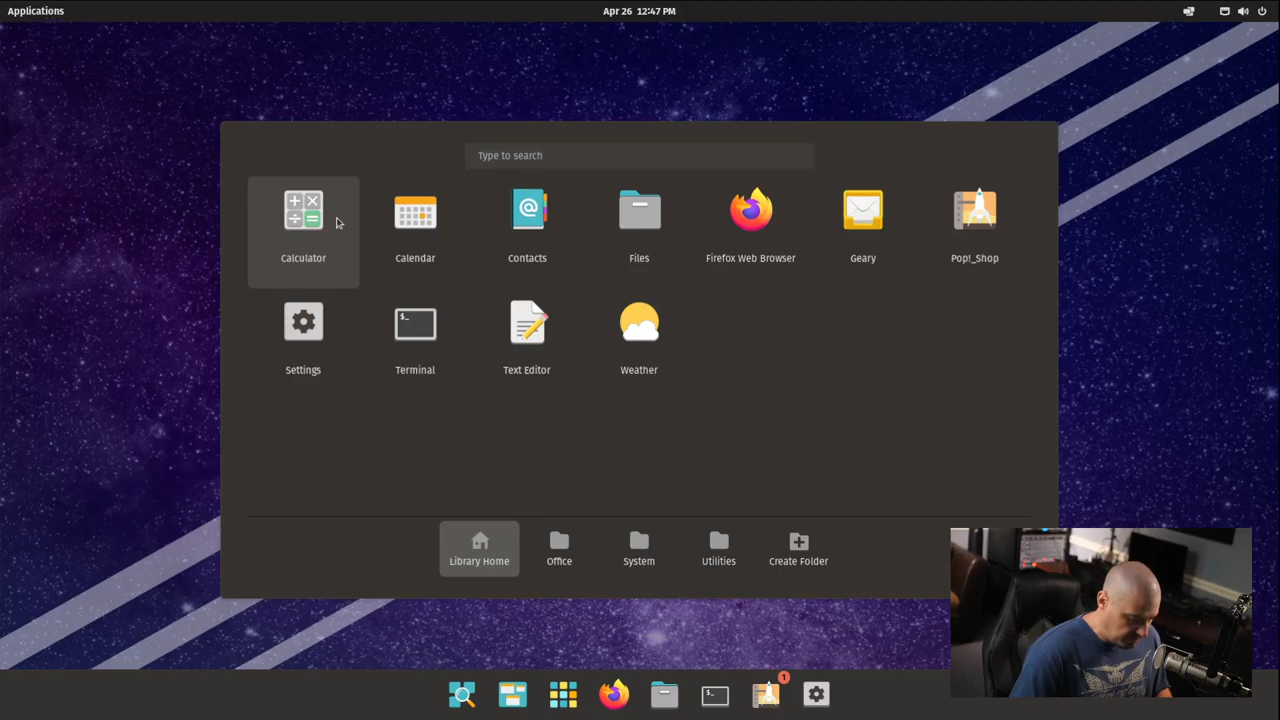 Applications
Apr 26 12:47 PM
Type to search
Calculator
Calendar
Contacts
Files
Firefox Web Browser
Geary
Pop!_Shop
$_
Settings
Terminal
Text Editor
Weather
Library Home
Office
System
Utilities
Create Folder
$_
1